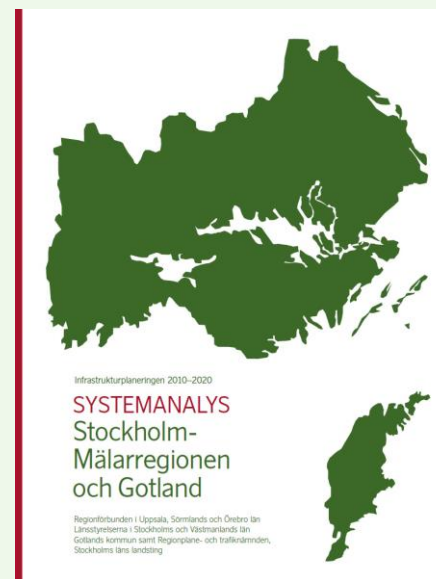 Infrastrukturplaneringen 2010–2020
SYSTEMANALYS
Stockholm-
Mälarregionen
och Gotland
Regionförbunden i Uppsala, Sörmlands och Örebro län
Länsstyrelserna i Stockholms och Västmanlands län
Gotlands kommun samt Regionplane- och trafiknämnden,
Stockholms läns landsting